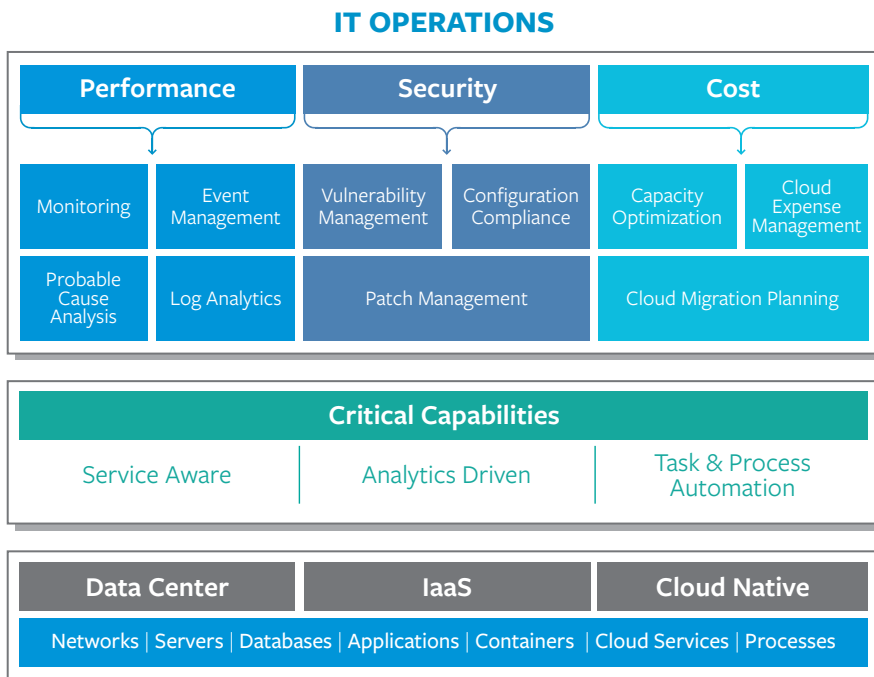 IT OPERATIONS
Performance
Security
Cost
Monitoring
Event
Management
Vulnerability
Management
Configuration
Compliance
Capacity
Optimization
Cloud
Expense
Management
Probable
Cause
Analysis
Log Analytics
Patch Management
Cloud Migration Planning
Critical Capabilities
Service Aware
Analytics Driven
Task & Process
Automation
Data Center
IaaS
Cloud Native
Networks | Servers | Databases | Applications | Containers | Cloud Services | Processes